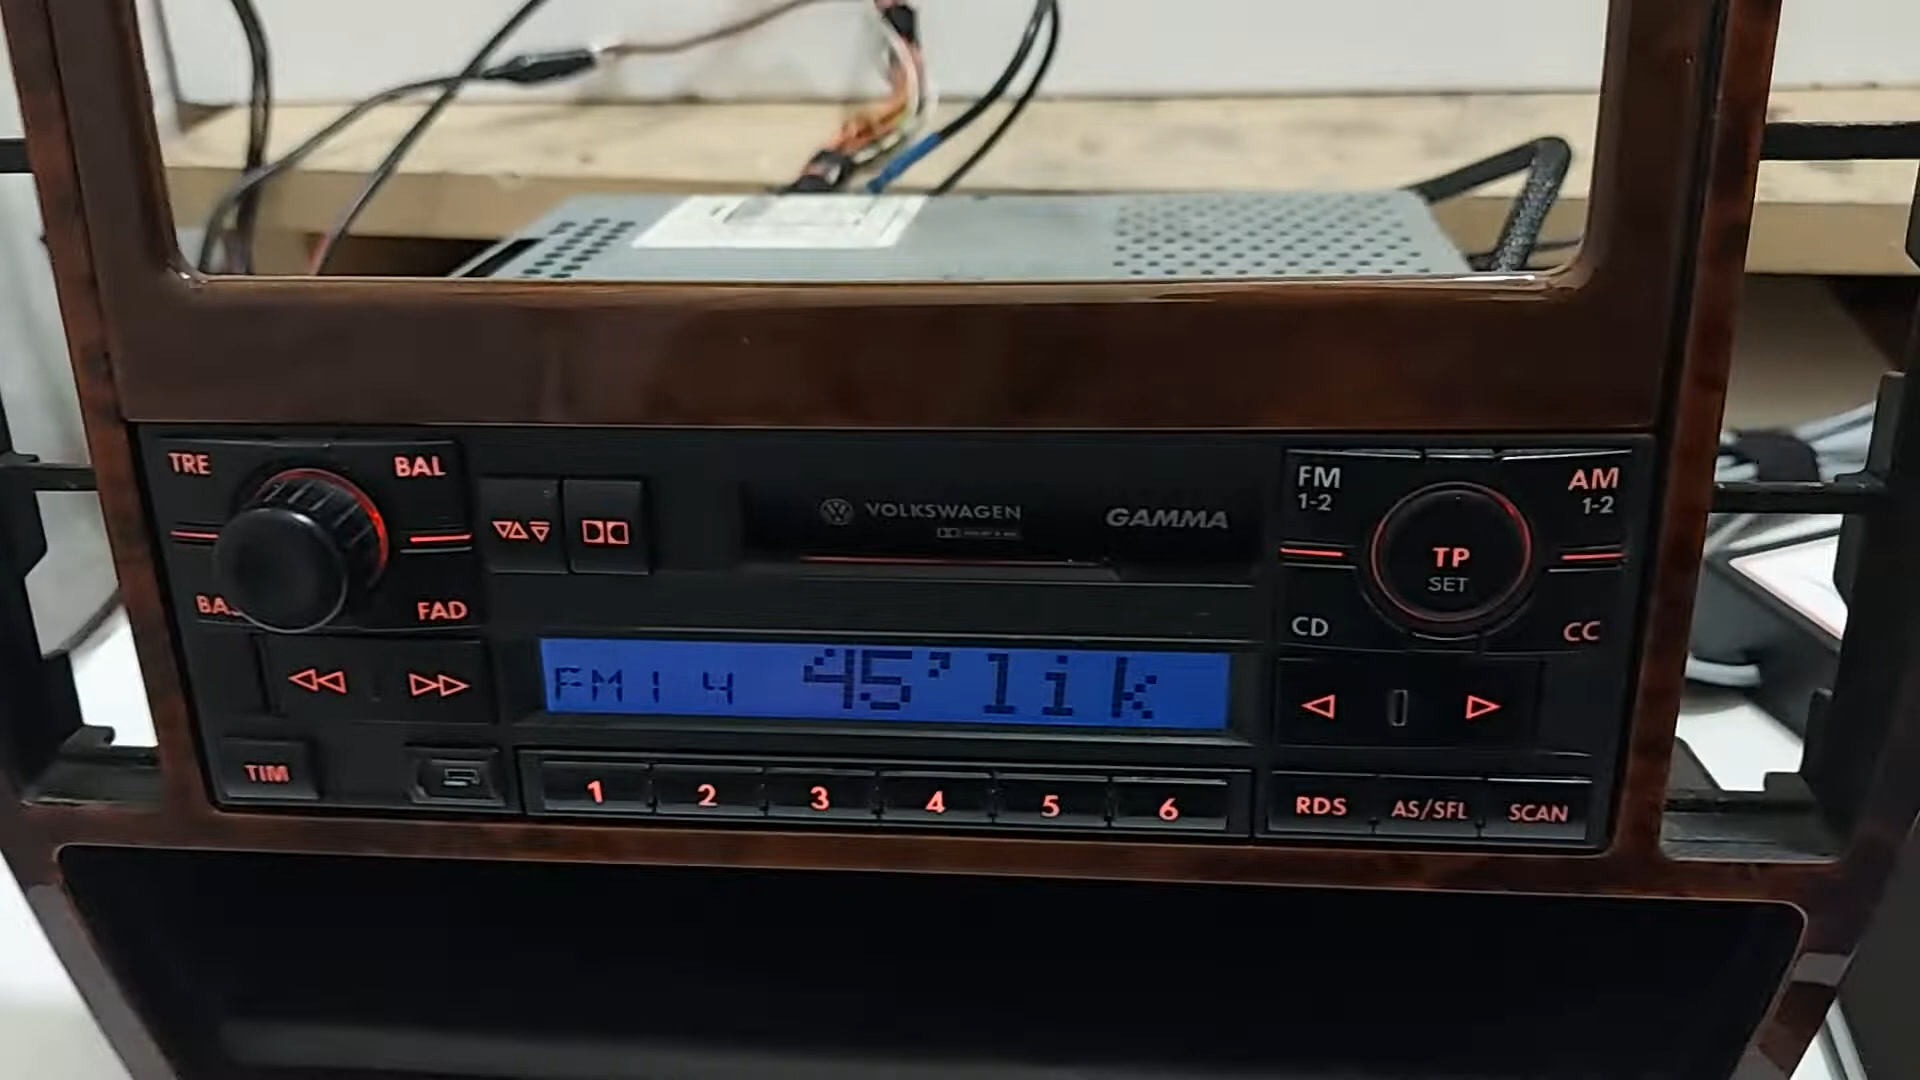 TRE
BAL
VOLKSWAGEN
GAMMA
FM
1-2
AM
1-2
TP
SET
FAD
CD
CC
FM1 4 45'lik
TIM
1 2 3 4 5 6
RDS AS/SFL SCAN